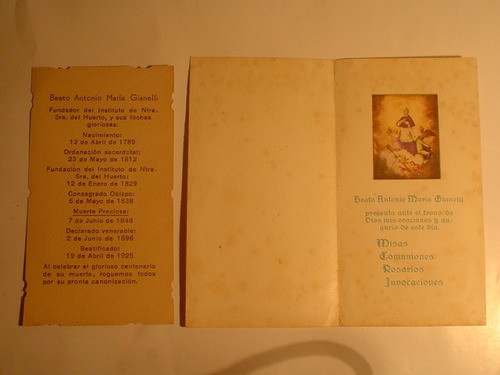 Beato Antonio María Gianelli
Fundador del Instituto de Ntra.
Sra. del Huerto, y sus fechas
gloriosas.
Nacimiento:
12 de Abril de 1789
Ordenación sacerdotal:
23 de Mayo de 1812
Fundación del Instituto de Ntra.
Sra. del Huerto:
12 de Enero de 1829
Consagrado Obispo:
6 de Mayo de 1838
Muerte Preciosa:
7 de Junio de 1846
Declarado venerable:
2 de Junio de 1896
Beatificado:
19 de Abril de 1925
Al celebrar el glorioso centenario
de su muerte, roguemos todos
por su pronta canonización.
Beato Antonio María Gianelli
presenta ante el trono de
Dios mis oraciones y au-
gurio de este día.
Misas
Comuniones
Rosarios
Invocaciones